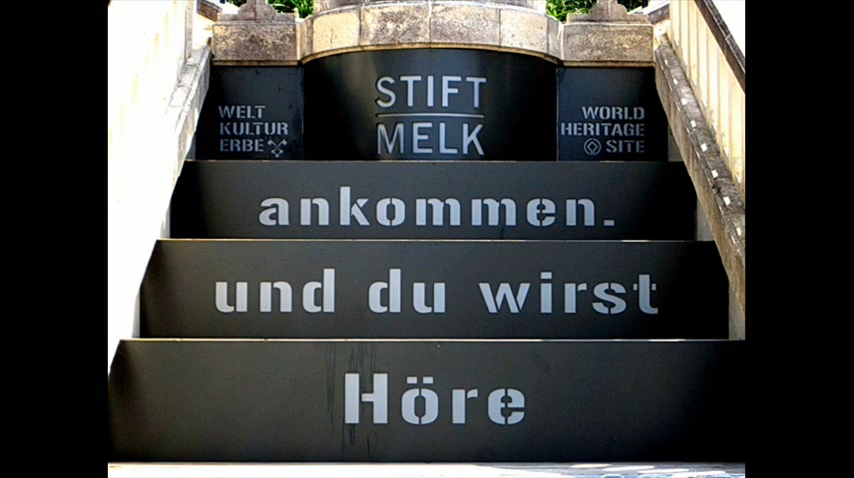 STIFT
MELK
WELT
KULTUR
ERBE
WORLD
HERITAGE
SITE
ankommen.
und du wirst
Höre